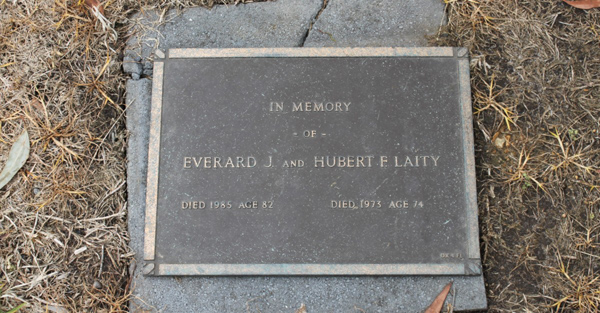 IN MEMORY
- OF -
EVERARD J. AND HUBERT F. LAITY
DIED 1985 AGE 82 DIED 1973 AGE 74